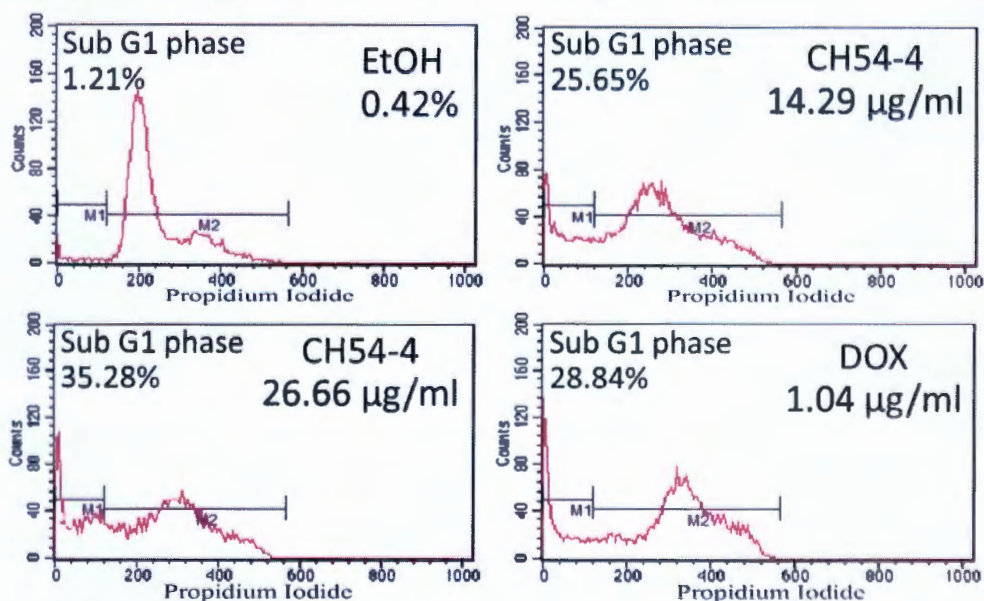 Sub G1 phase
1.21%
EtOH
0.42%
Counts
200
160
120
80
40
0
M1
M2
0 200 400 600 800 1000
Propidium Iodide
Sub G1 phase
25.65%
CH54-4
14.29 µg/ml
Counts
200
160
120
80
40
0
M1
M2
0 200 400 600 800 1000
Propidium Iodide
Sub G1 phase
35.28%
CH54-4
26.66 µg/ml
Counts
200
160
120
80
40
0
M1
M2
0 200 400 600 800 1000
Propidium Iodide
Sub G1 phase
28.84%
DOX
1.04 µg/ml
Counts
200
160
120
80
40
0
M1
M2
0 200 400 600 800 1000
Propidium Iodide